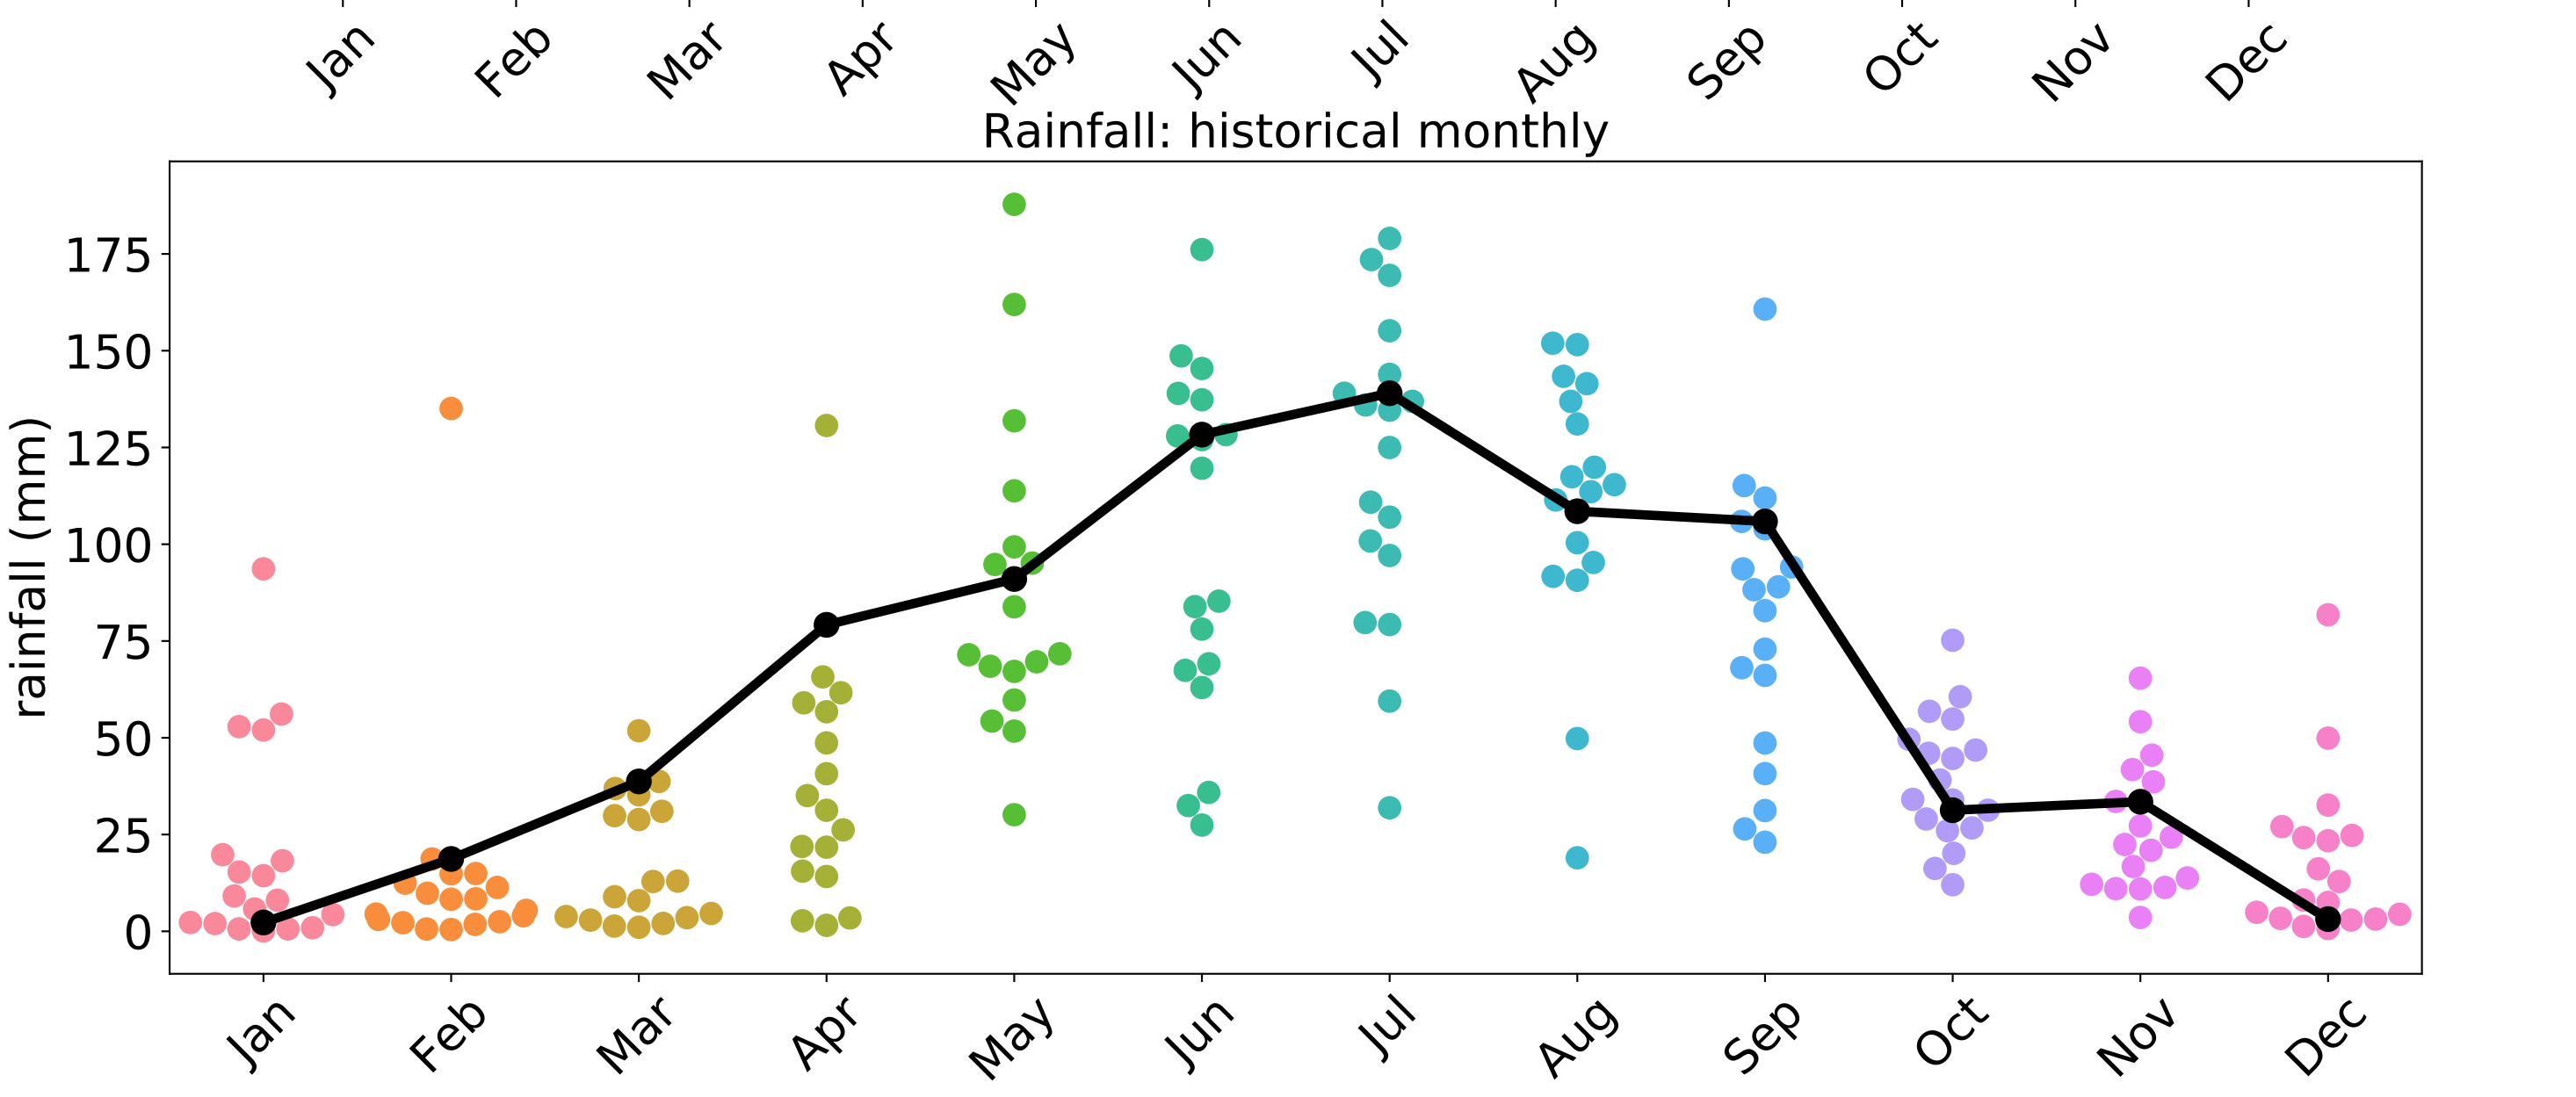 Jan Feb Mar Apr May Jun Jul Aug Sep Oct Nov Dec
Rainfall: historical monthly
rainfall (mm)
175
150
125
100
75
50
25
0
Jan Feb Mar Apr May Jun Jul Aug Sep Oct Nov Dec